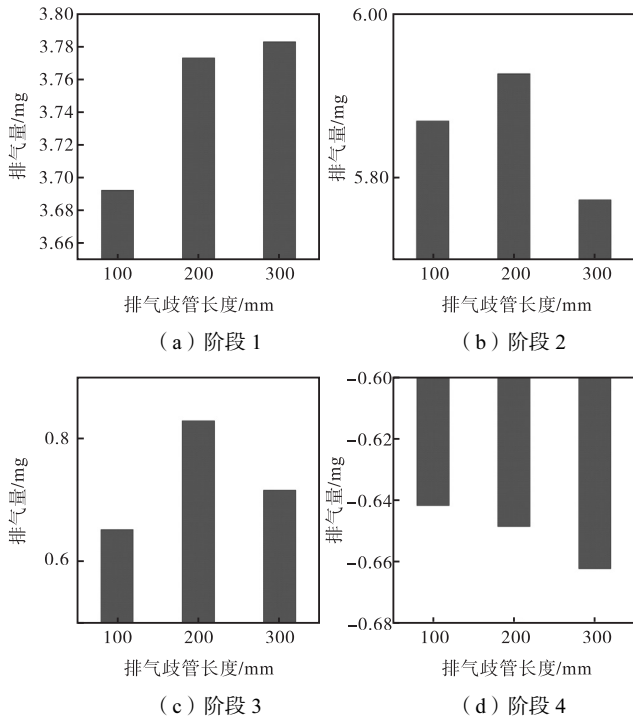 3.80
3.78
3.76
3.74
3.72
3.70
3.68
3.66
排气量/mg
100 200 300
排气歧管长度/mm
(a)阶段 1
6.00
5.80
排气量/mg
100 200 300
排气歧管长度/mm
(b)阶段 2
0.8
0.6
排气量/mg
100 200 300
排气歧管长度/mm
(c)阶段 3
-0.60
-0.62
-0.64
-0.66
-0.68
排气量/mg
100 200 300
排气歧管长度/mm
(d)阶段 4